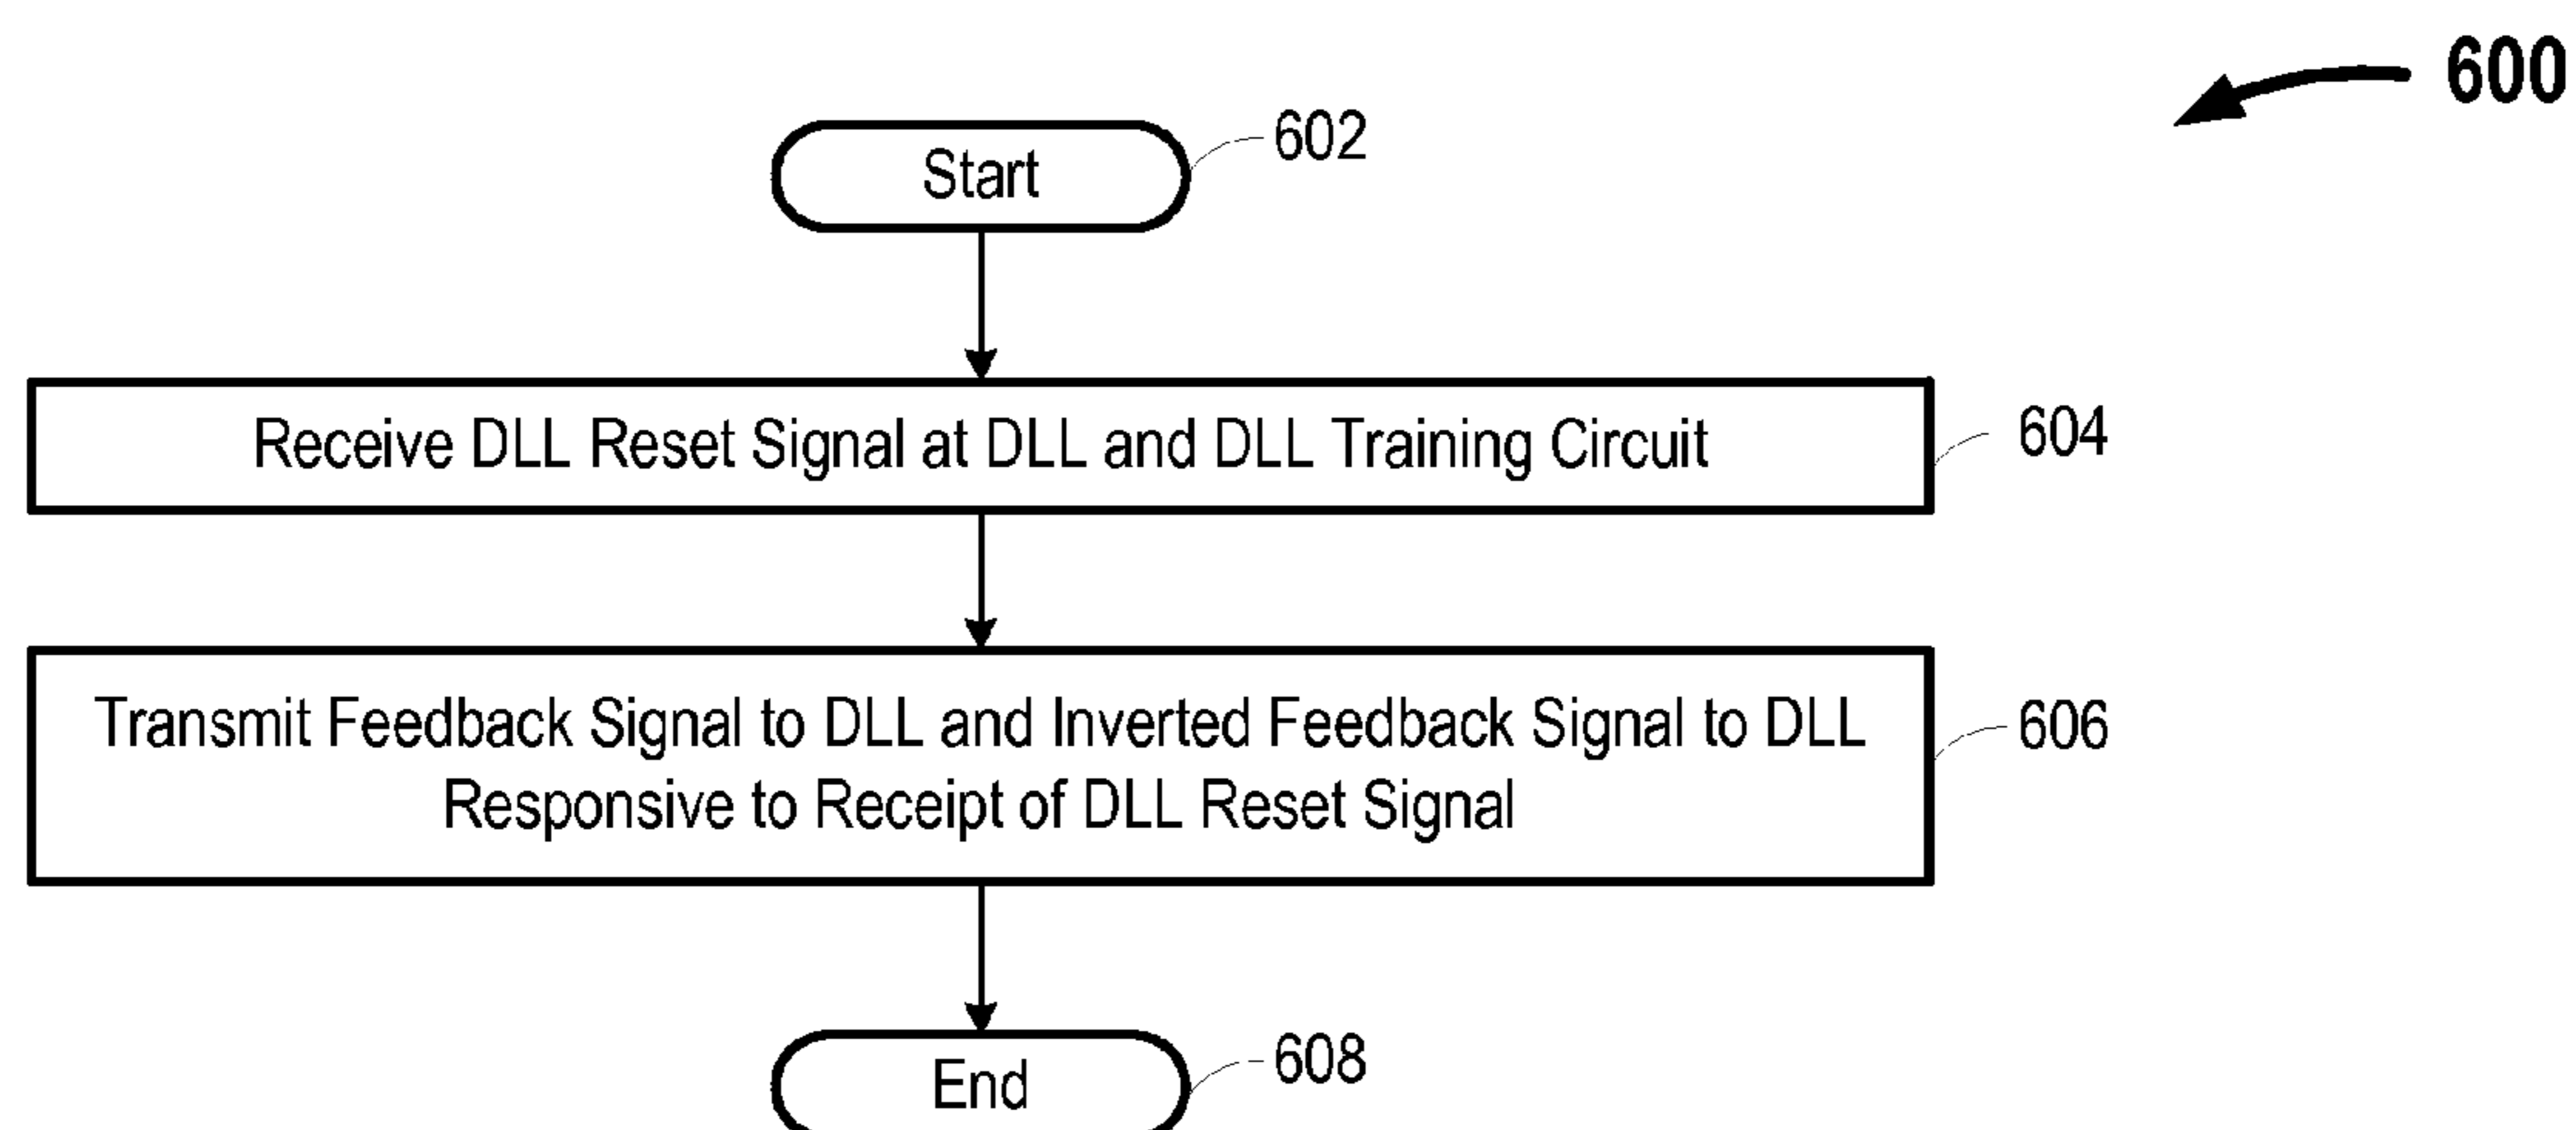 600
Start
602
Receive DLL Reset Signal at DLL and DLL Training Circuit
604
Transmit Feedback Signal to DLL and Inverted Feedback Signal to DLL
Responsive to Receipt of DLL Reset Signal
606
End
608